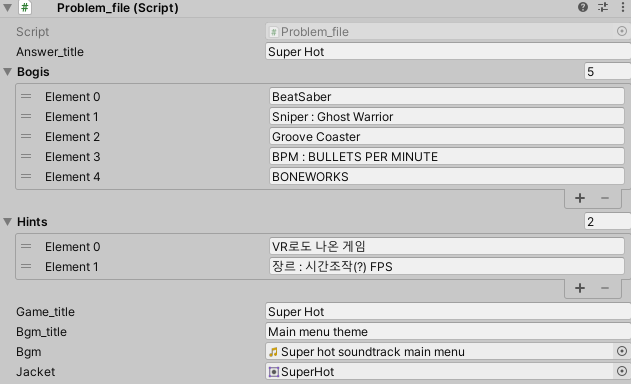 # Problem_file (Script)
Script # Problem_file
Answer_title Super Hot
Bogis 5
Element 0 BeatSaber
Element 1 Sniper : Ghost Warrior
Element 2 Groove Coaster
Element 3 BPM : BULLETS PER MINUTE
Element 4 BONEWORKS
+ −
Hints 2
Element 0 VR로도 나온 게임
Element 1 장르 : 시간조작(?) FPS
+ −
Game_title Super Hot
Bgm_title Main menu theme
Bgm Super hot soundtrack main menu
Jacket SuperHot